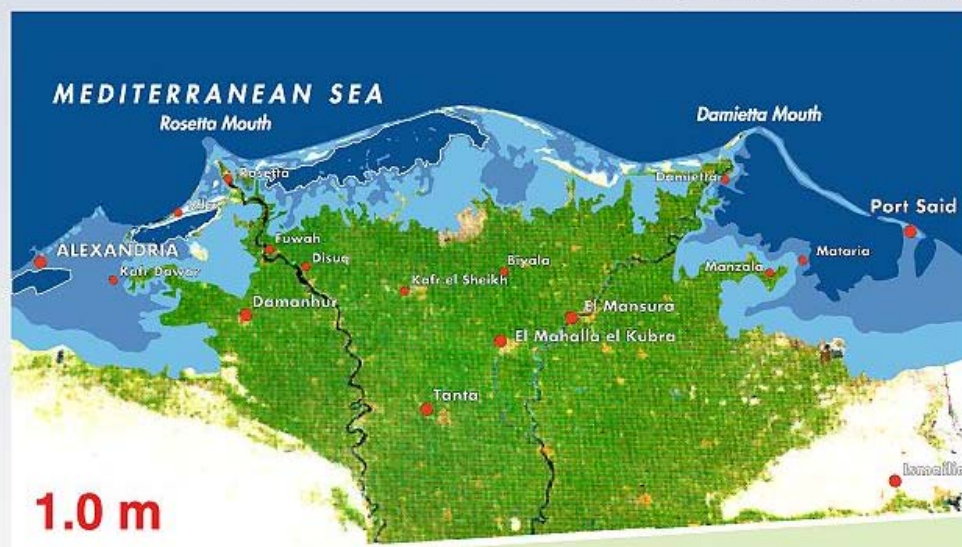 MEDITERRANEAN SEA
Rosetta Mouth
Damietta Mouth
Rosetta
Damietta
Port Said
ALEXANDRIA
Fuwah
Disuq
Biyala
Mataria
Kafr Dawar
Kafr el Sheikh
Manzala
Damanhur
El Mansura
El Mahalla el Kubra
Tanta
Ismailia
1.0 m